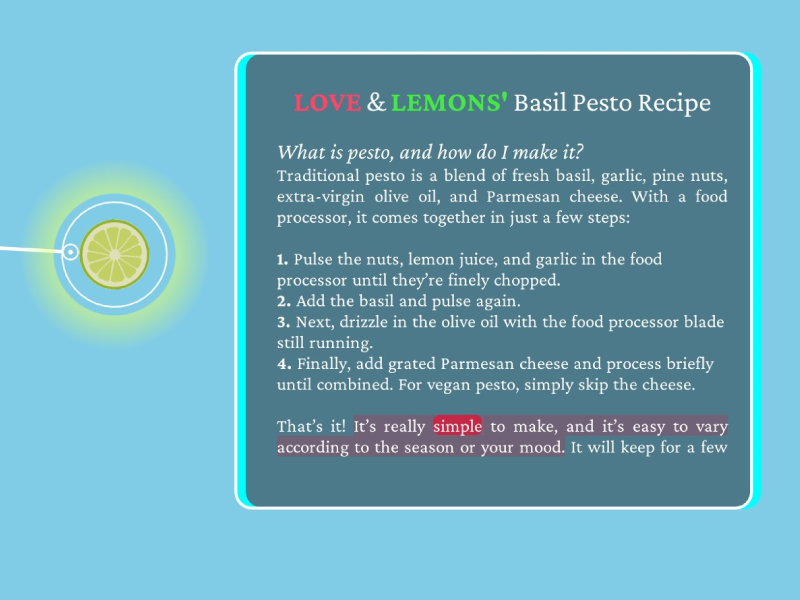 LOVE & LEMONS' Basil Pesto Recipe
What is pesto, and how do I make it?
Traditional pesto is a blend of fresh basil, garlic, pine nuts,
extra-virgin olive oil, and Parmesan cheese. With a food
processor, it comes together in just a few steps:
1. Pulse the nuts, lemon juice, and garlic in the food
processor until they’re finely chopped.
2. Add the basil and pulse again.
3. Next, drizzle in the olive oil with the food processor blade
still running.
4. Finally, add grated Parmesan cheese and process briefly
until combined. For vegan pesto, simply skip the cheese.
That’s it! It’s really simple to make, and it’s easy to vary
according to the season or your mood. It will keep for a few